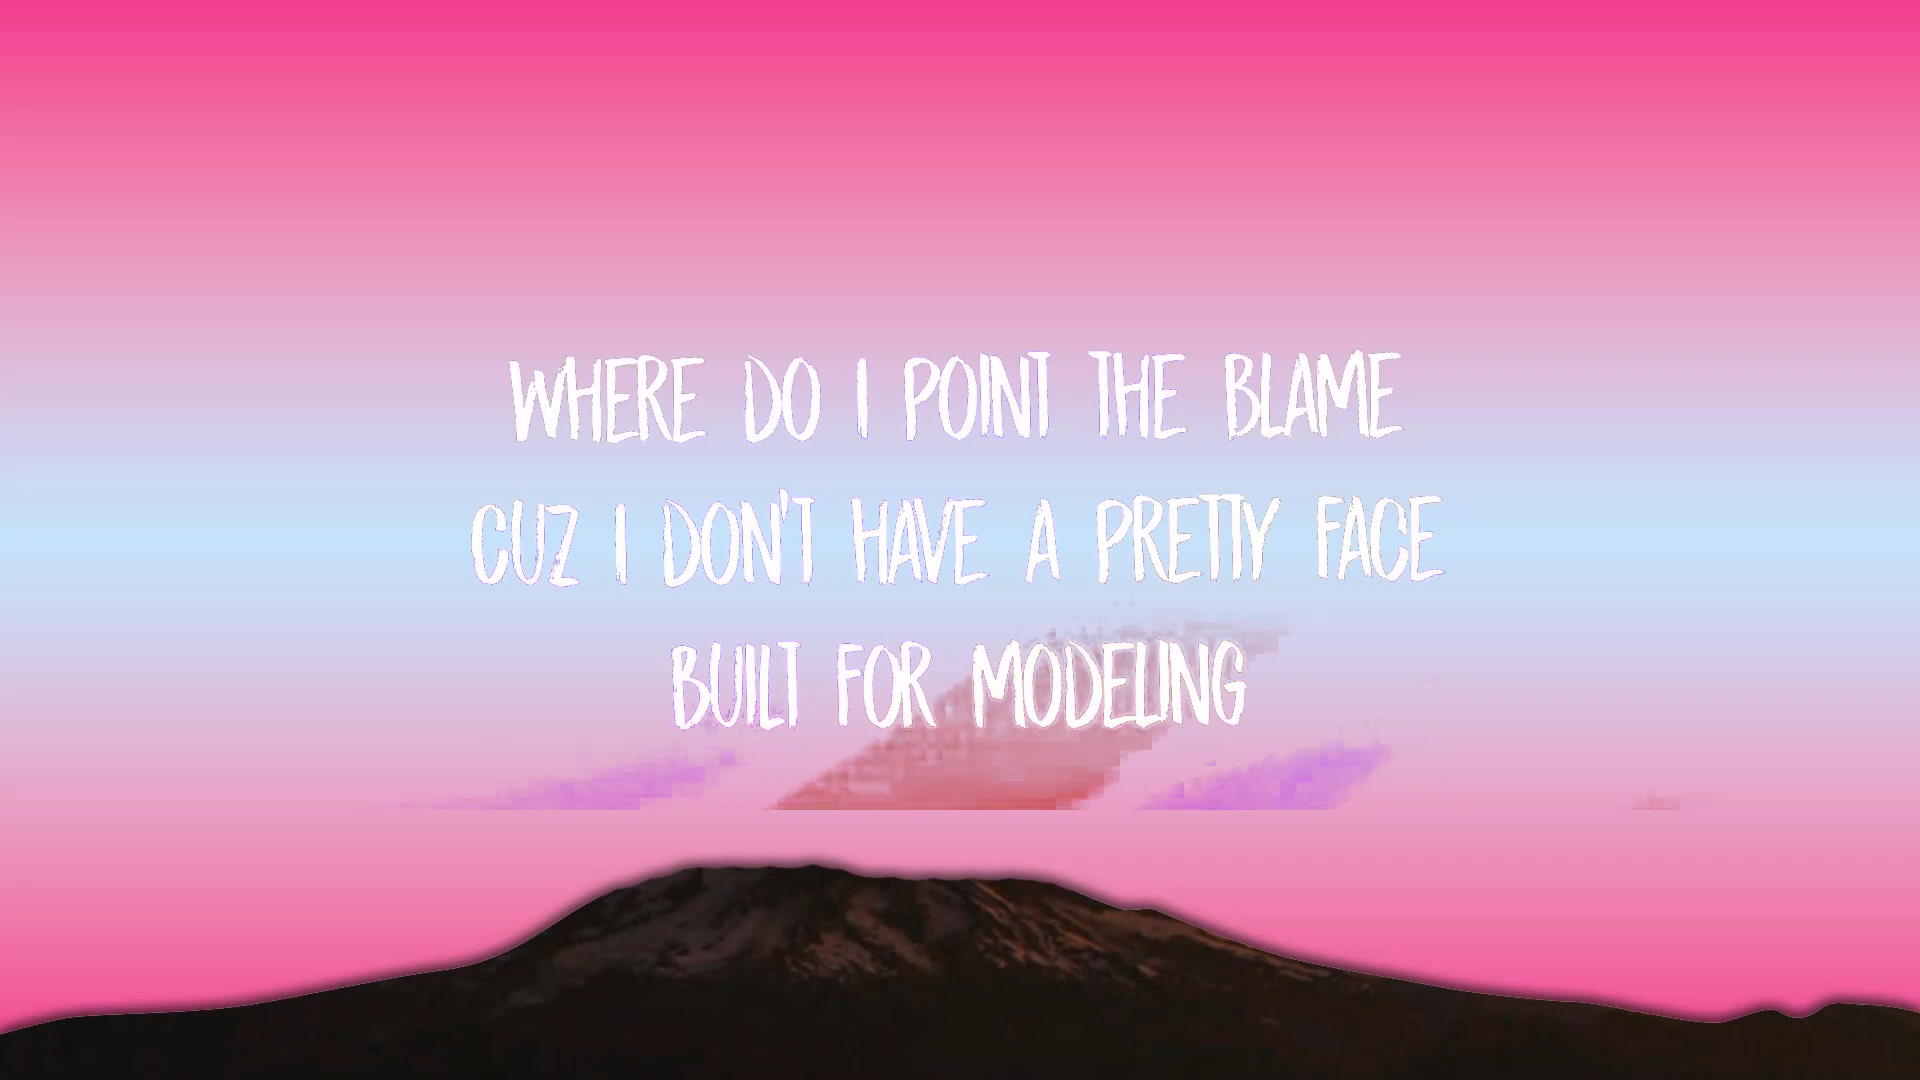 WHERE DO I POINT THE BLAME
CUZ I DON'T HAVE A PRETTY FACE
BUILT FOR MODELING